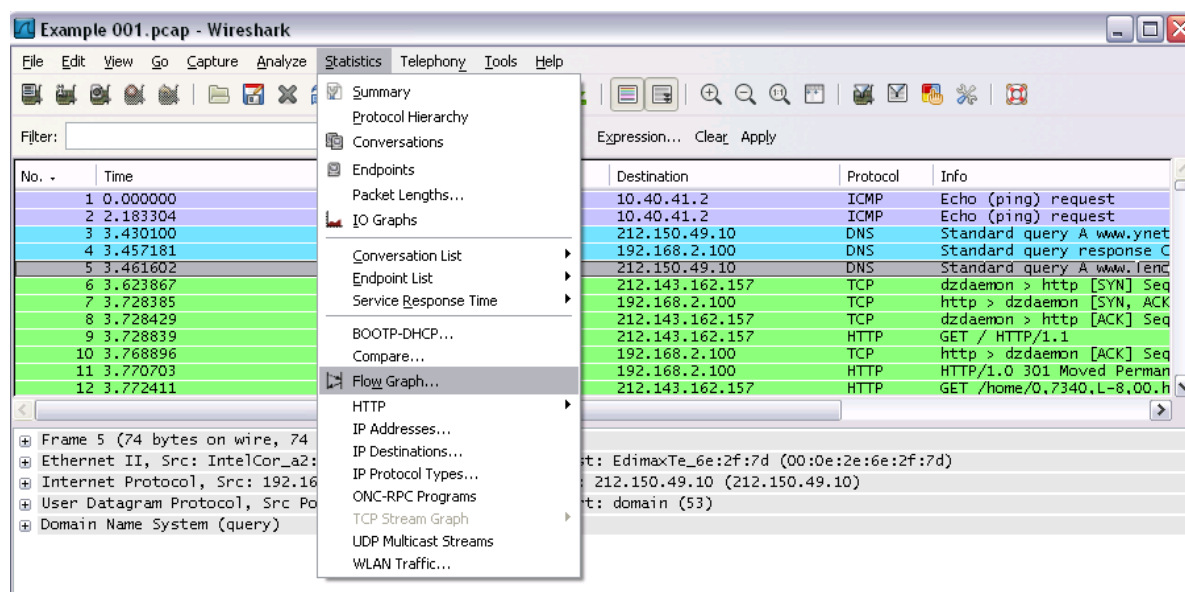 Example 001.pcap - Wireshark
File Edit View Go Capture Analyze Statistics Telephony Tools Help
Summary
Protocol Hierarchy
Conversations
Endpoints
Packet Lengths...
IO Graphs
Conversation List
Endpoint List
Service Response Time
BOOTP-DHCP...
Compare...
Flow Graph...
HTTP
IP Addresses...
IP Destinations...
IP Protocol Types...
ONC-RPC Programs
TCP Stream Graph
UDP Multicast Streams
WLAN Traffic...
Filter: Expression... Clear Apply
No. Time Destination Protocol Info
1 0.000000 10.40.41.2 ICMP Echo (ping) request
2 2.183304 10.40.41.2 ICMP Echo (ping) request
3 3.430100 212.150.49.10 DNS Standard query A www.ynet
4 3.457181 192.168.2.100 DNS Standard query response C
5 3.461602 212.150.49.10 DNS Standard query A www.
6 3.623867 212.143.162.157 TCP dzdaemon > http [SYN] Seq
7 3.728385 192.168.2.100 TCP http > dzdaemon [SYN, ACK
8 3.728429 212.143.162.157 TCP dzdaemon > http [ACK] Seq
9 3.728839 212.143.162.157 HTTP GET / HTTP/1.1
10 3.768896 192.168.2.100 TCP http > dzdaemon [ACK] Seq
11 3.770703 192.168.2.100 HTTP HTTP/1.0 301 Moved Perman
12 3.772411 212.143.162.157 HTTP GET /home/0,7340,L-8,00.h
Frame 5 (74 bytes on wire, 74
Ethernet II, Src: IntelCor_a2: st: EdimaxTe_6e:2f:7d (00:0e:2e:6e:2f:7d)
Internet Protocol, Src: 192.16 : 212.150.49.10 (212.150.49.10)
User Datagram Protocol, Src Po rt: domain (53)
Domain Name System (query)